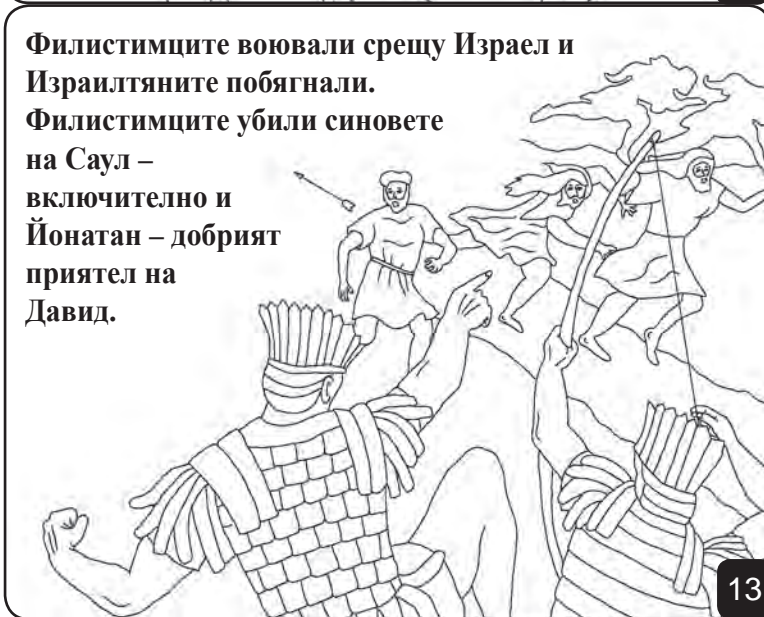 Филистимците воювали срещу Израел и
Израилтяните побягнали.
Филистимците убили синовете
на Саул –
включително и
Йонатан – добрият
приятел на
Давид.
13